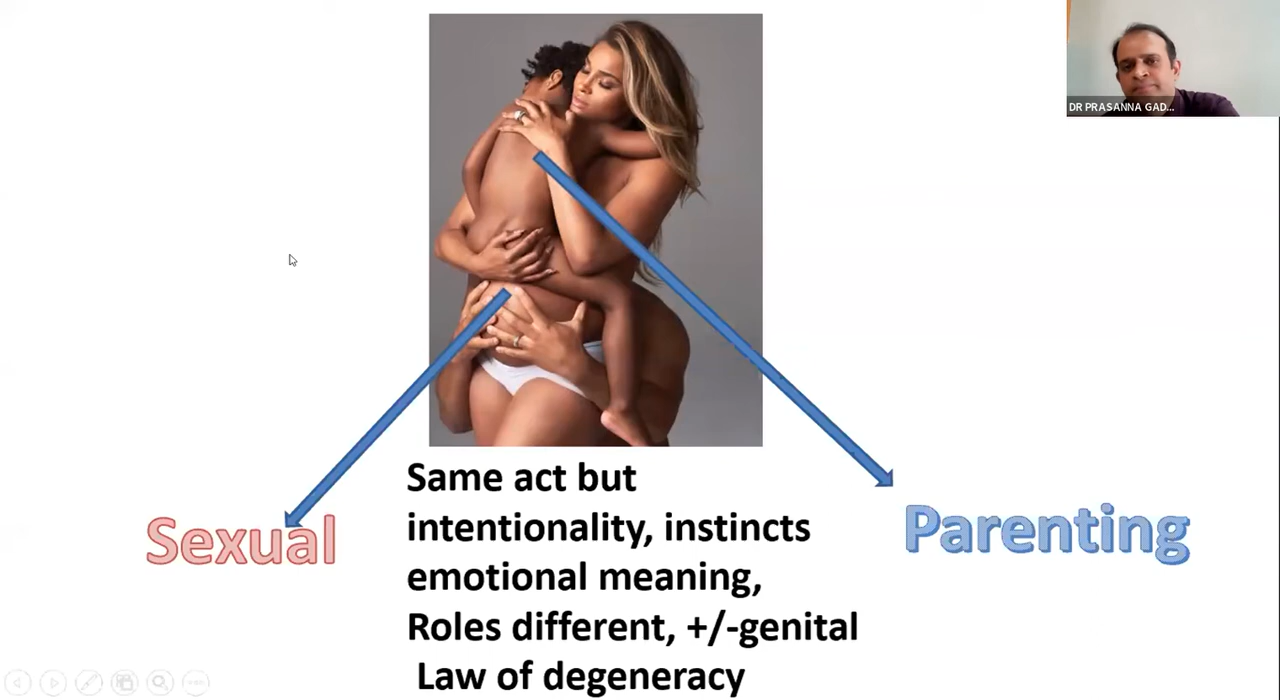 DR PRASANNA GAD...
Sexual
Same act but
intentionality, instincts
emotional meaning,
Roles different, +/-genital
Law of degeneracy
Parenting